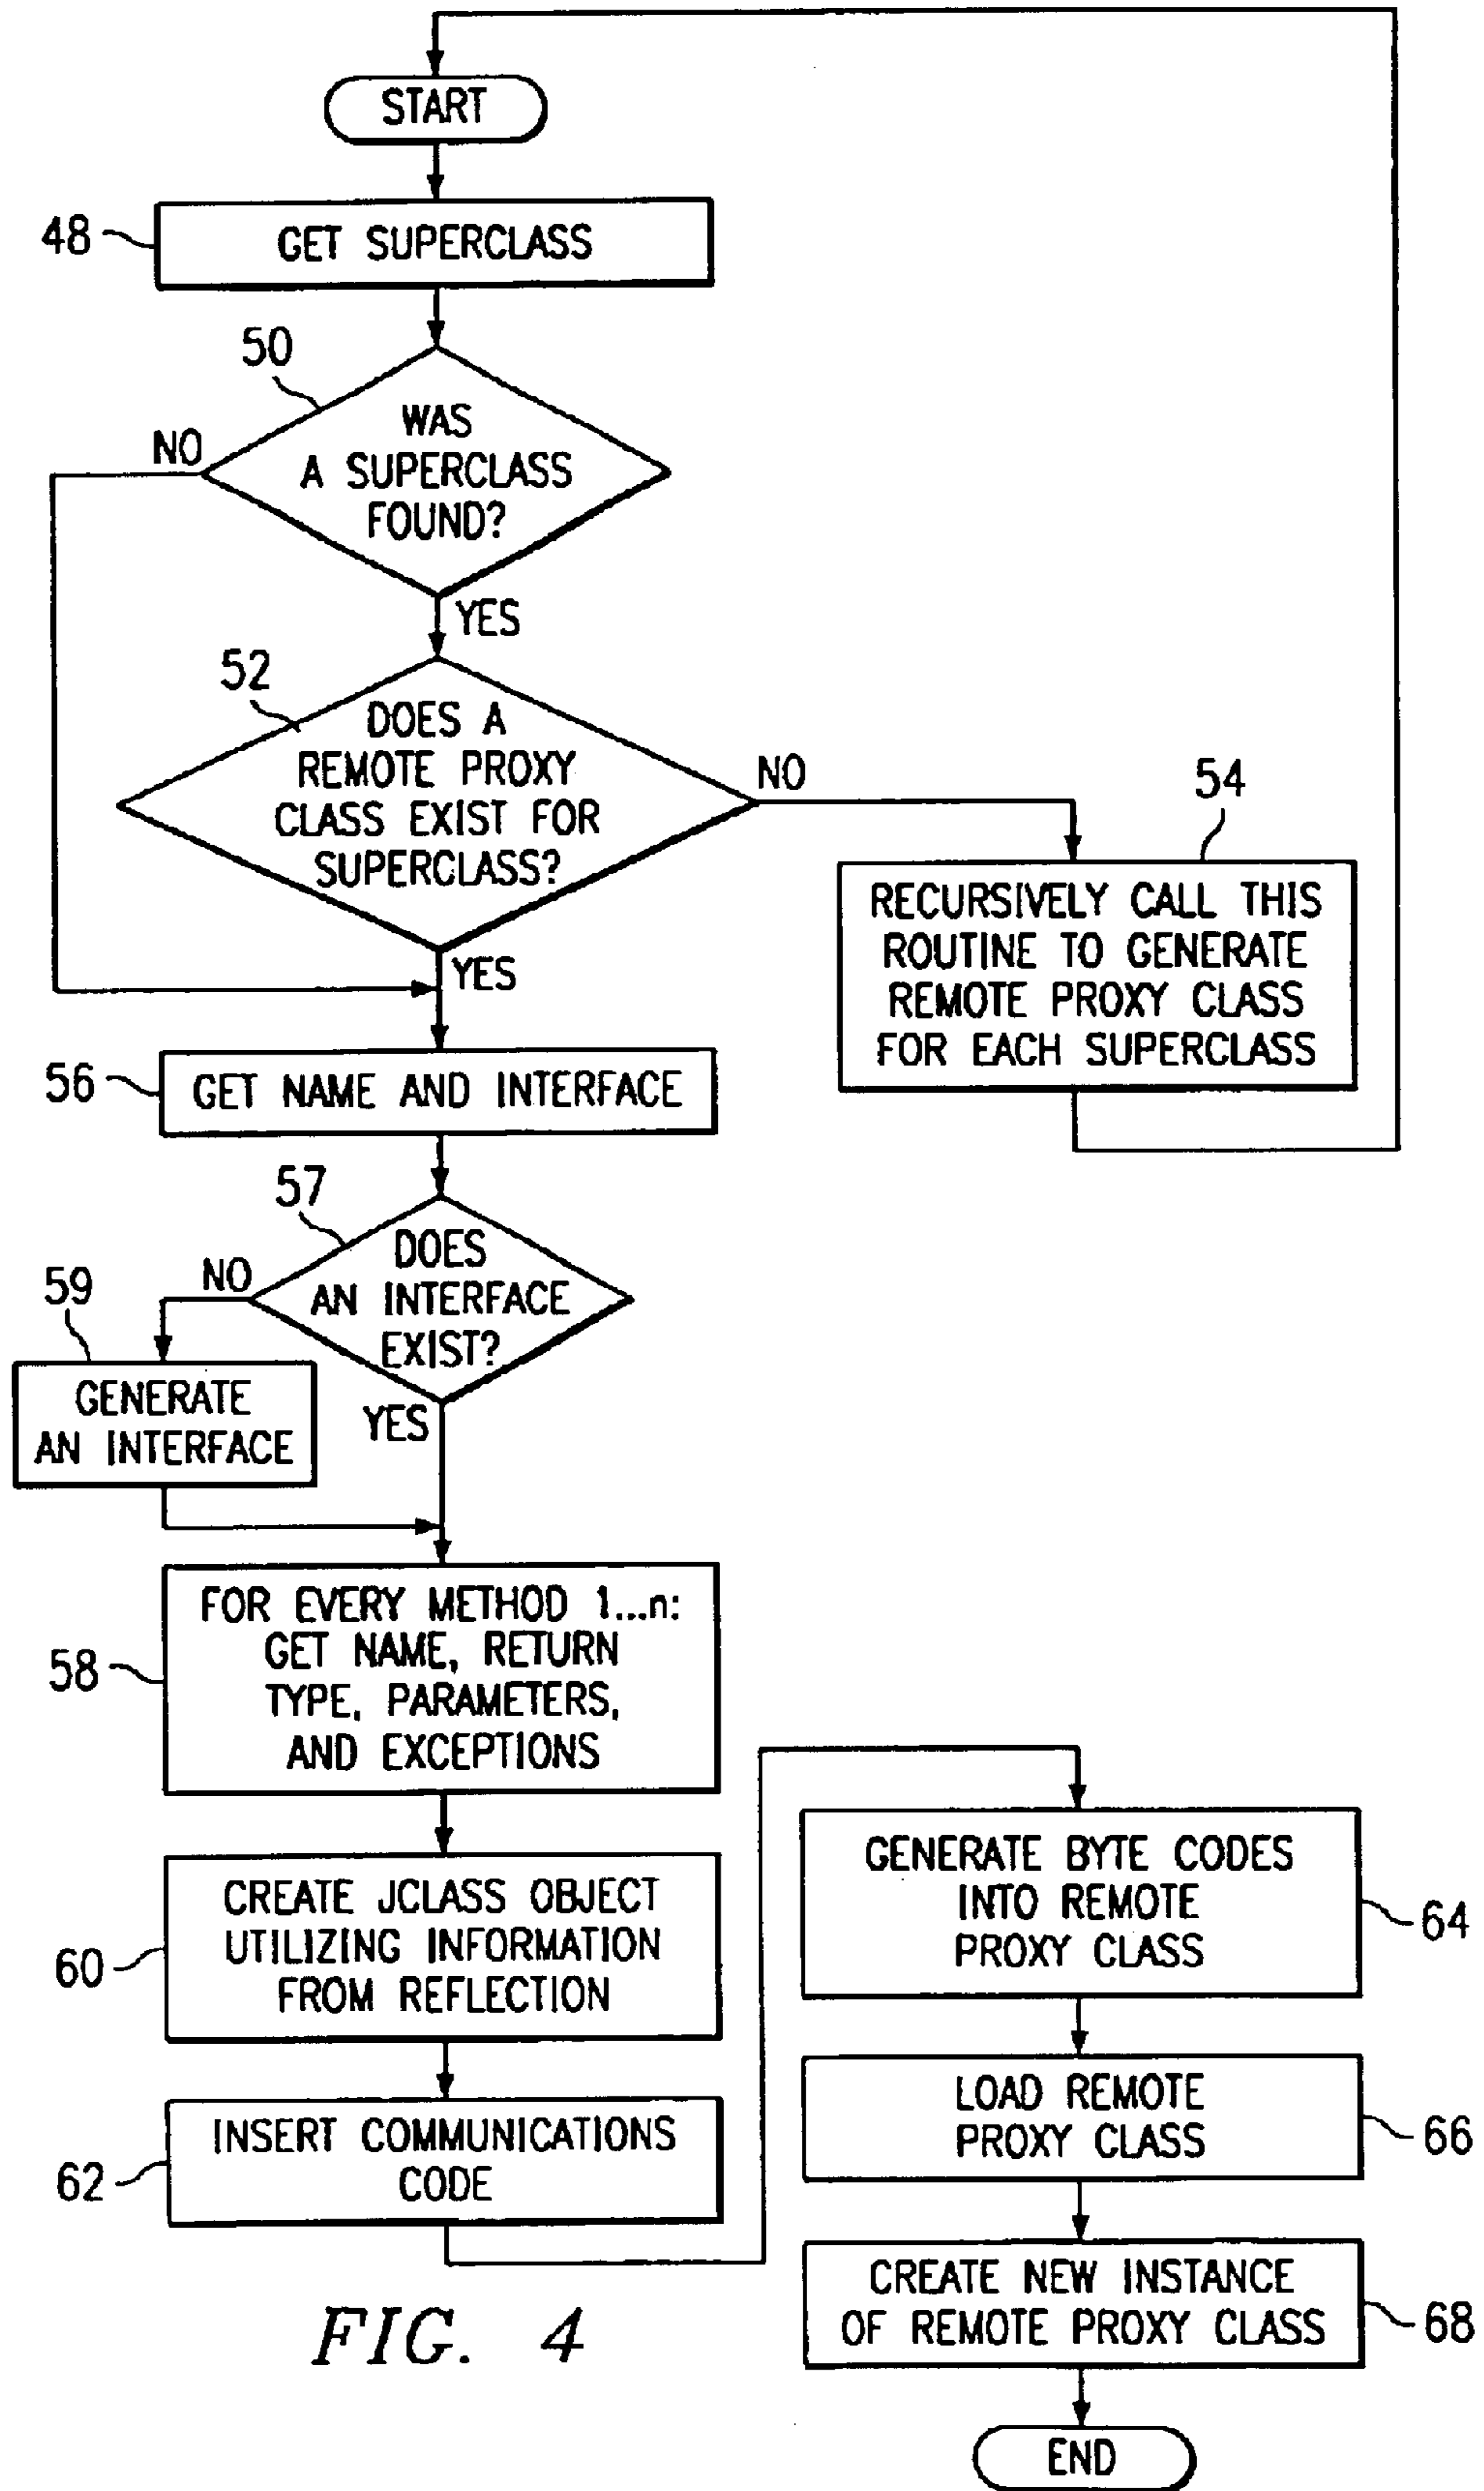 START
48
GET SUPERCLASS
50
WAS
A SUPERCLASS
FOUND?
NO
YES
52
DOES A
REMOTE PROXY
CLASS EXIST FOR
SUPERCLASS?
NO
YES
54
RECURSIVELY CALL THIS
ROUTINE TO GENERATE
REMOTE PROXY CLASS
FOR EACH SUPERCLASS
56
GET NAME AND INTERFACE
57
DOES
AN INTERFACE
EXIST?
NO
YES
59
GENERATE
AN INTERFACE
58
FOR EVERY METHOD 1...n:
GET NAME, RETURN
TYPE, PARAMETERS,
AND EXCEPTIONS
60
CREATE JCLASS OBJECT
UTILIZING INFORMATION
FROM REFLECTION
62
INSERT COMMUNICATIONS
CODE
GENERATE BYTE CODES
INTO REMOTE
PROXY CLASS
64
LOAD REMOTE
PROXY CLASS
66
CREATE NEW INSTANCE
OF REMOTE PROXY CLASS
68
END
FIG. 4